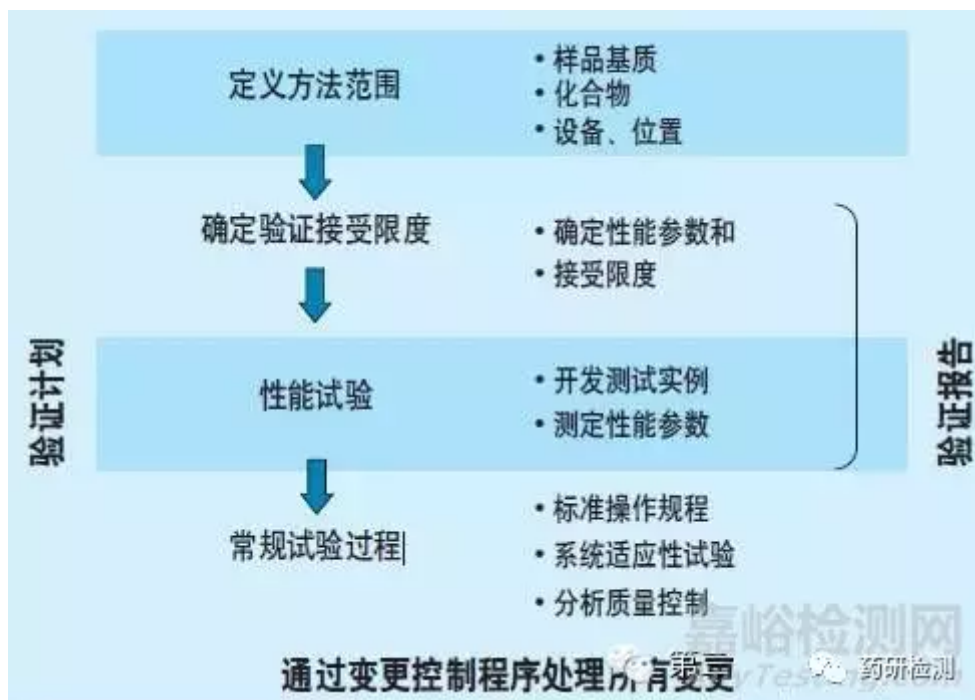 定义方法范围
• 样品基质
• 化合物
• 设备、位置
确定验证接受限度
• 确定性能参数和
• 接受限度
验证计划
性能试验
• 开发测试实例
• 测定性能参数
验证报告
常规试验过程
• 标准操作规程
• 系统适应性试验
• 分析质量控制
嘉峪检测网
通过变更控制程序处理所有变更
药研检测